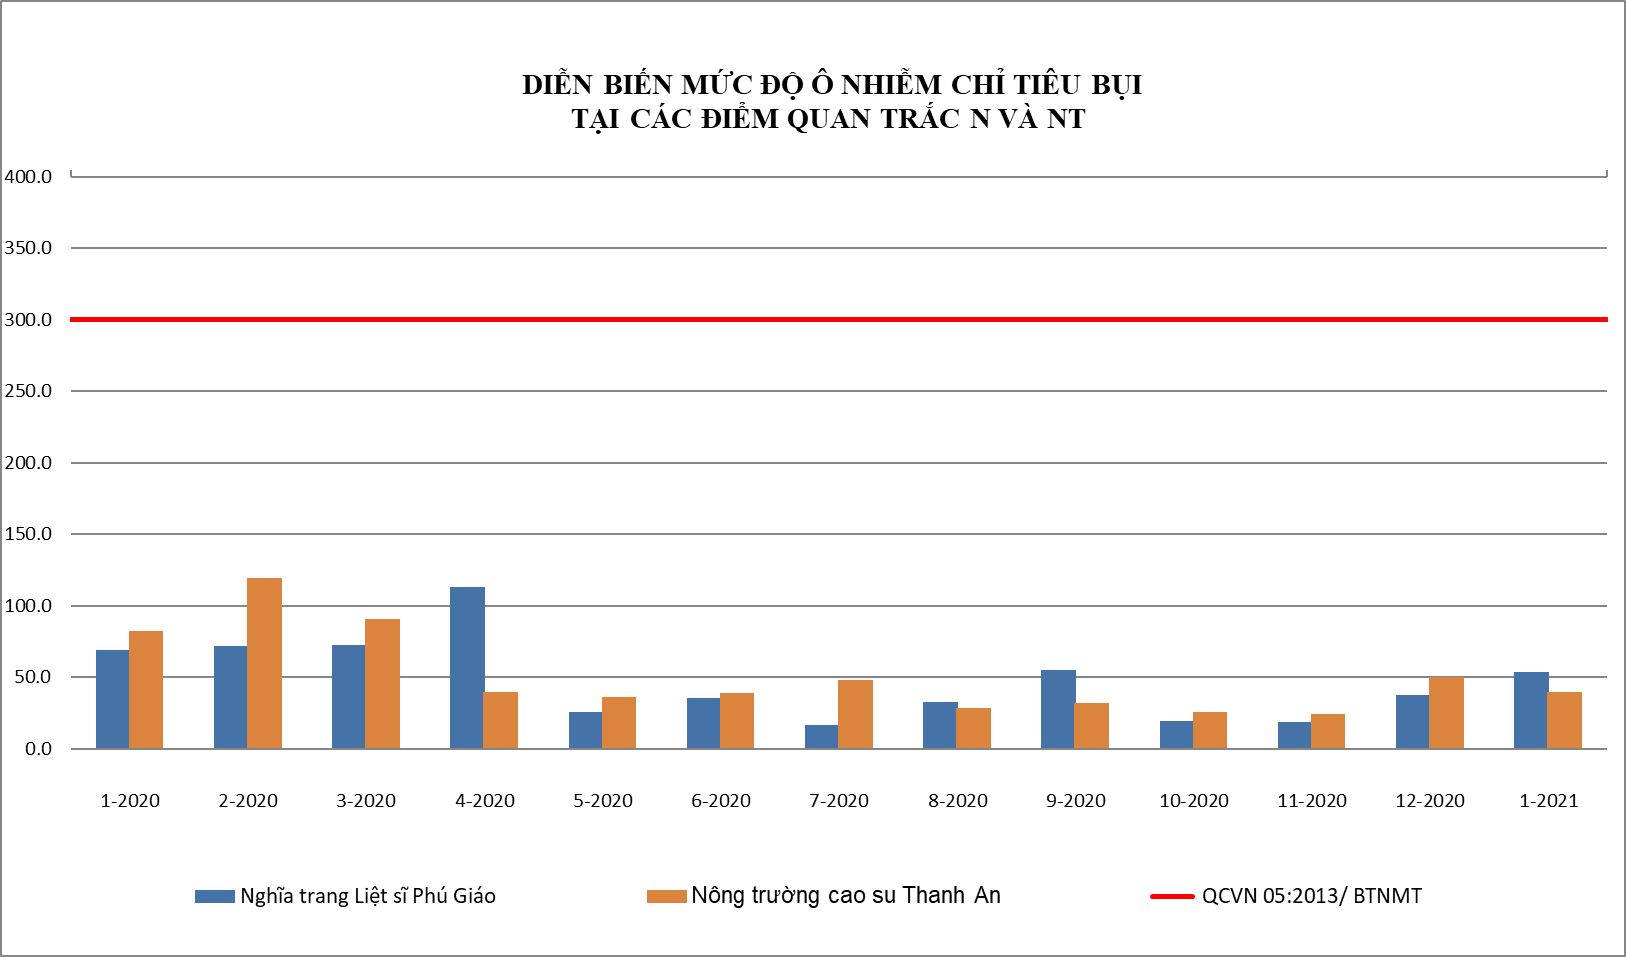 DIỄN BIẾN MỨC ĐỘ Ô NHIỄM CHỈ TIÊU BỤI
TẠI CÁC ĐIỂM QUAN TRẮC N VÀ NT
400.0
350.0
300.0
250.0
200.0
150.0
100.0
50.0
0.0
1-2020 2-2020 3-2020 4-2020 5-2020 6-2020 7-2020 8-2020 9-2020 10-2020 11-2020 12-2020 1-2021
Nghĩa trang Liệt sĩ Phú Giáo Nông trường cao su Thanh An QCVN 05:2013/ BTNMT